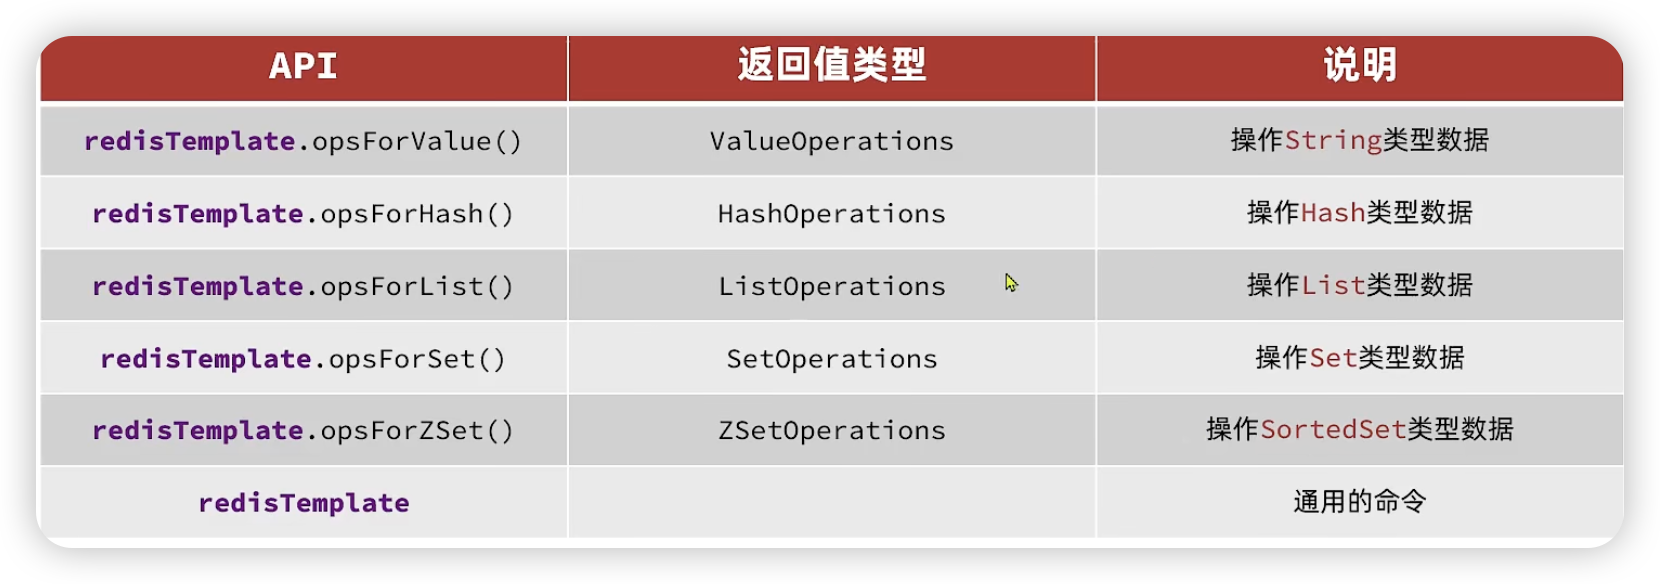 API 返回值类型 说明
redisTemplate.opsForValue() ValueOperations 操作String类型数据
redisTemplate.opsForHash() HashOperations 操作Hash类型数据
redisTemplate.opsForList() ListOperations 操作List类型数据
redisTemplate.opsForSet() SetOperations 操作Set类型数据
redisTemplate.opsForZSet() ZSetOperations 操作SortedSet类型数据
redisTemplate 通用的命令